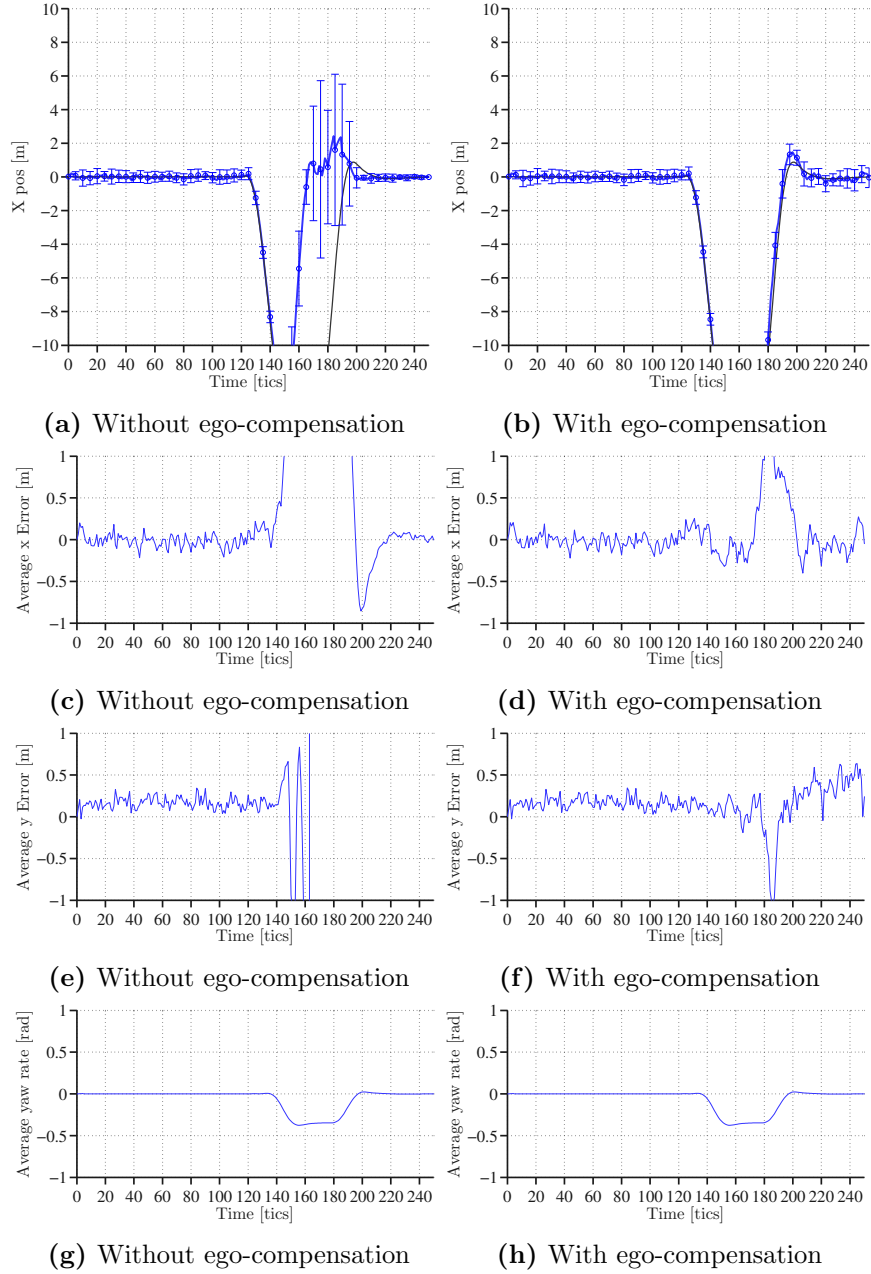 10
8
6
4
2
0
−2
−4
−6
−8
−10
X pos [m]
0 20 40 60 80 100 120 140 160 180 200 220 240
Time [tics]
(a) Without ego-compensation
10
8
6
4
2
0
−2
−4
−6
−8
−10
X pos [m]
0 20 40 60 80 100 120 140 160 180 200 220 240
Time [tics]
(b) With ego-compensation
1
0.5
0
−0.5
−1
Average x Error [m]
0 20 40 60 80 100 120 140 160 180 200 220 240
Time [tics]
(c) Without ego-compensation
1
0.5
0
−0.5
−1
Average x Error [m]
0 20 40 60 80 100 120 140 160 180 200 220 240
Time [tics]
(d) With ego-compensation
1
0.5
0
−0.5
−1
Average y Error [m]
0 20 40 60 80 100 120 140 160 180 200 220 240
Time [tics]
(e) Without ego-compensation
1
0.5
0
−0.5
−1
Average y Error [m]
0 20 40 60 80 100 120 140 160 180 200 220 240
Time [tics]
(f) With ego-compensation
1
0.5
0
−0.5
−1
Average yaw rate [rad]
0 20 40 60 80 100 120 140 160 180 200 220 240
Time [tics]
(g) Without ego-compensation
1
0.5
0
−0.5
−1
Average yaw rate [rad]
0 20 40 60 80 100 120 140 160 180 200 220 240
Time [tics]
(h) With ego-compensation